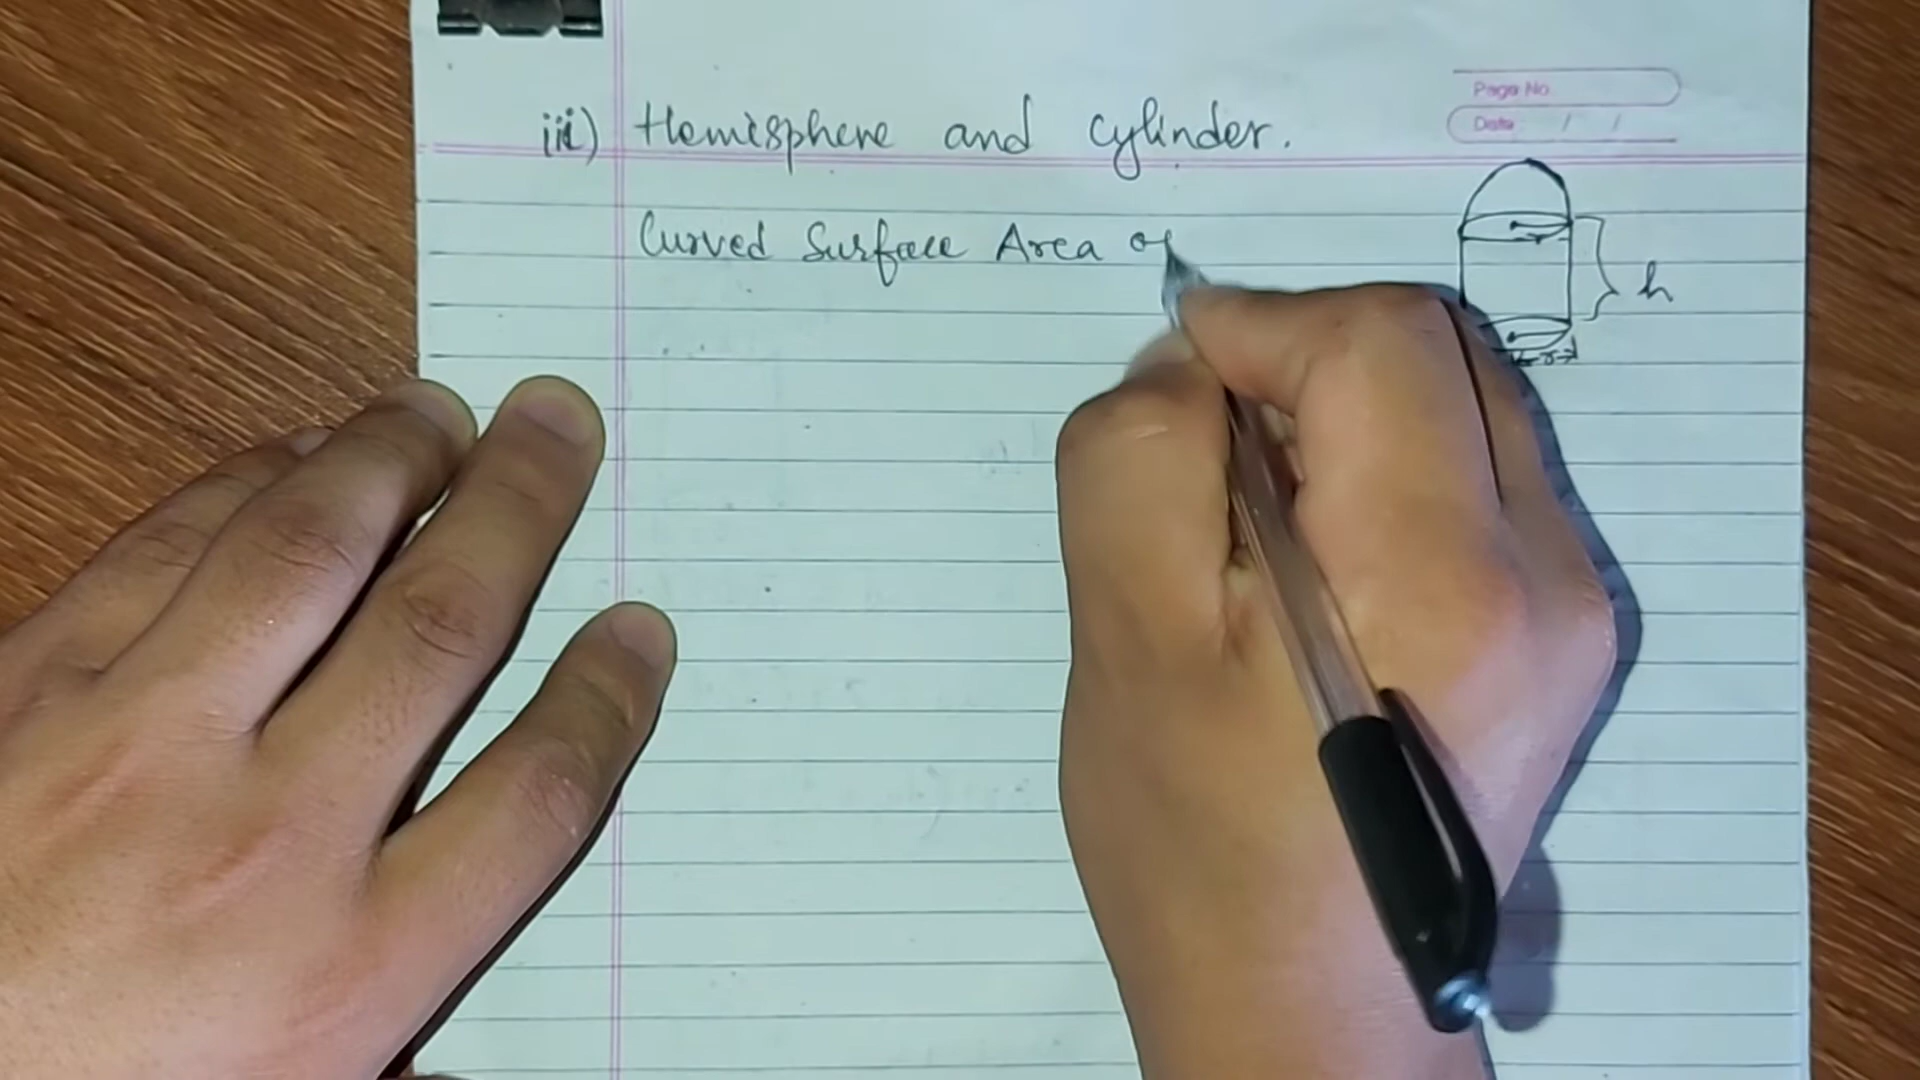 Page No
Date / /
iii) Hemisphere and cylinder.
Curved Surface Area of
h
r